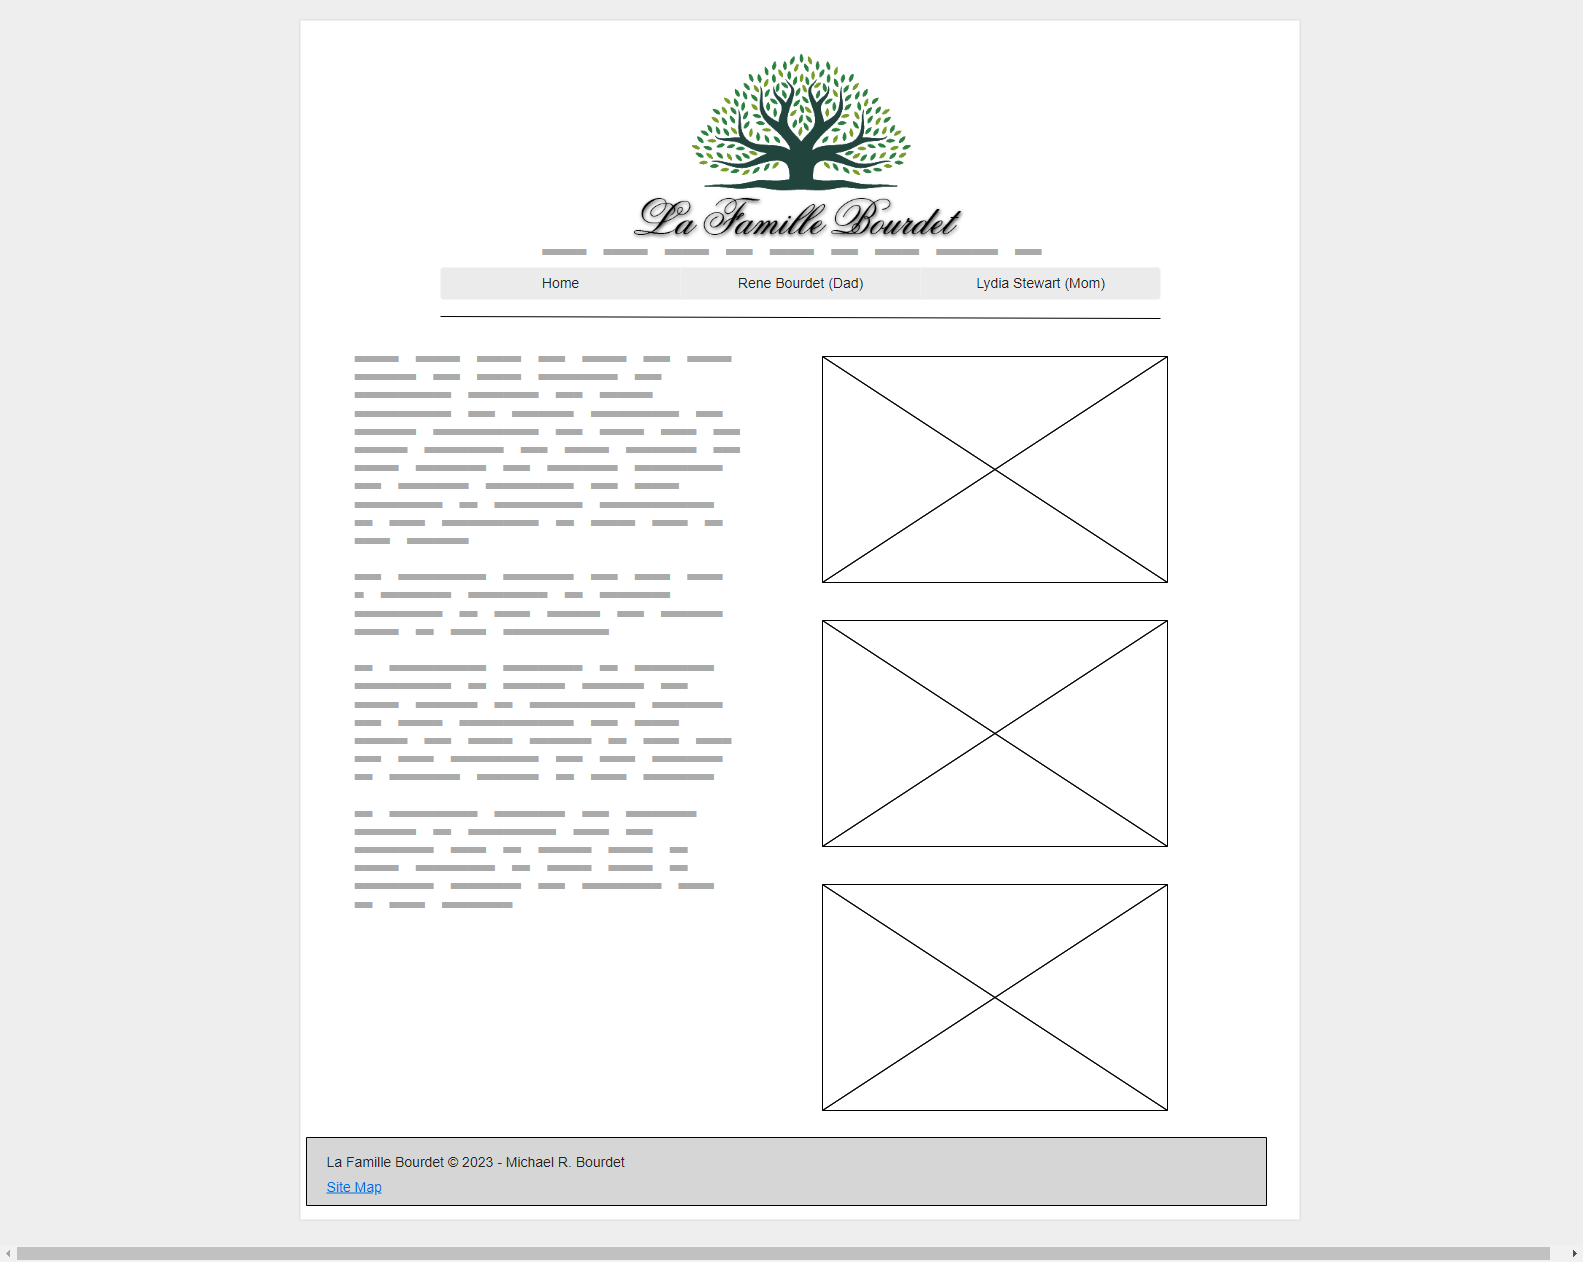 La Famille Bourdet
Home
Rene Bourdet (Dad)
Lydia Stewart (Mom)
La Famille Bourdet © 2023 - Michael R. Bourdet
Site Map